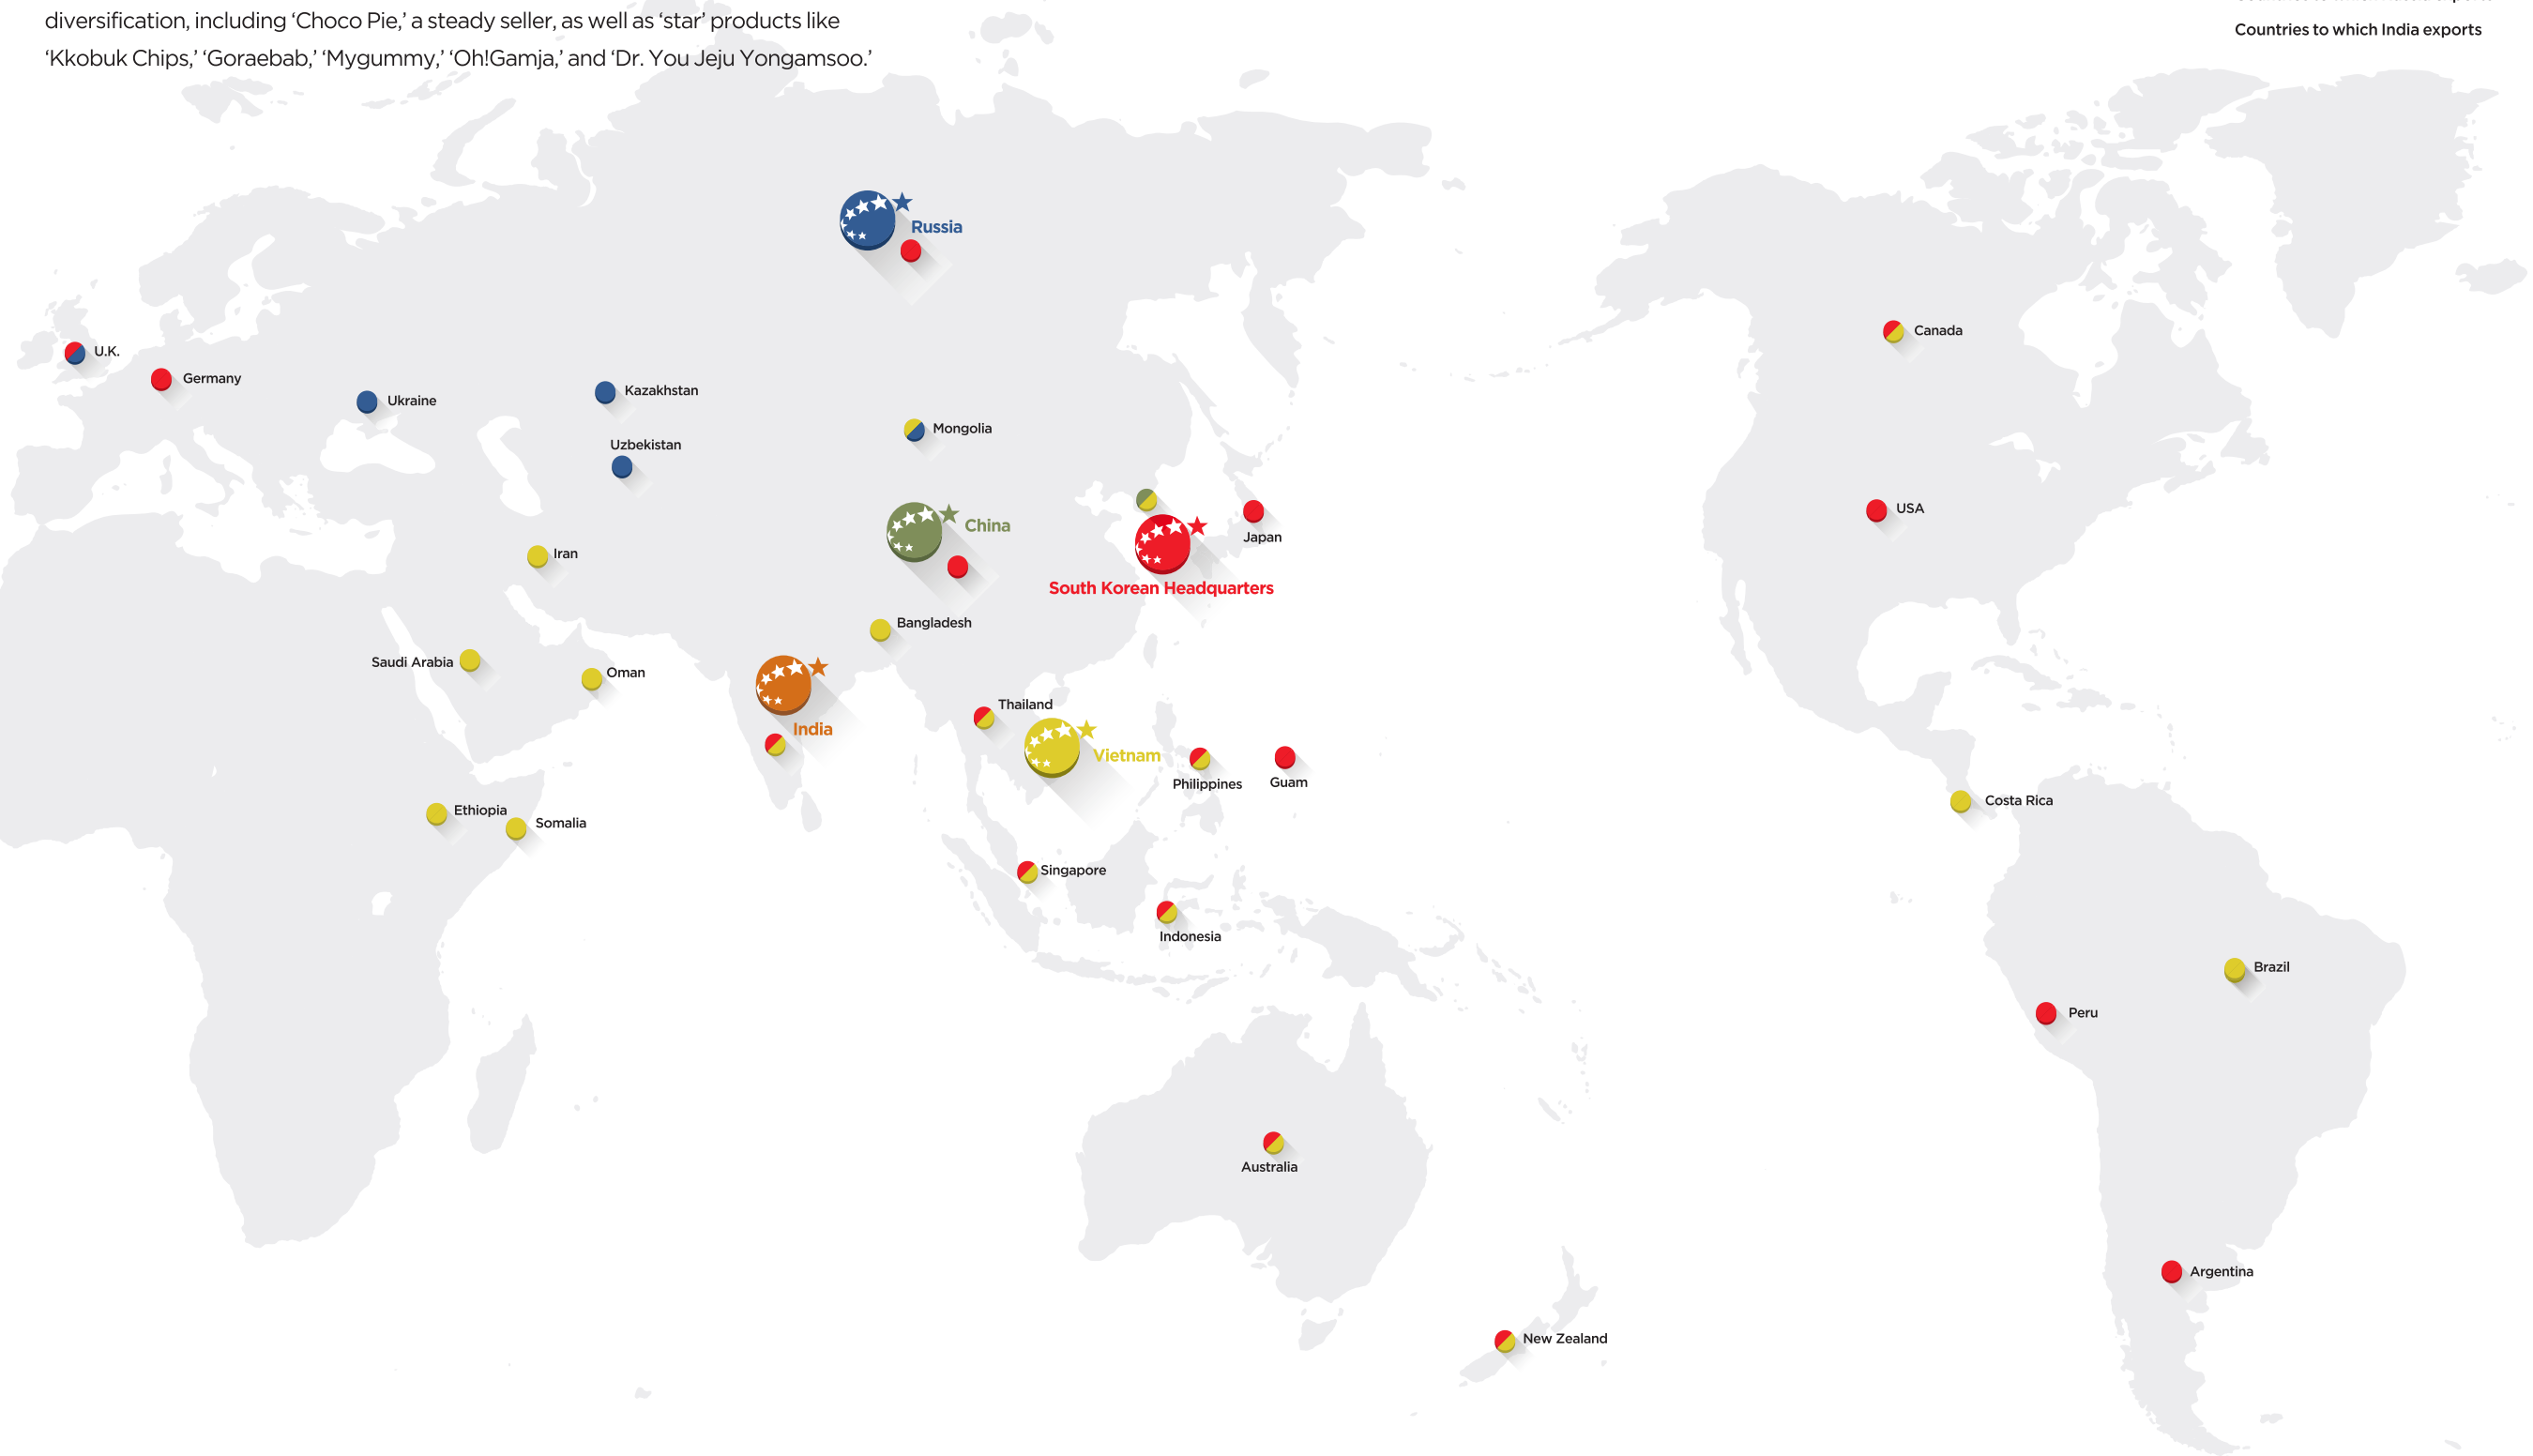 diversification, including ‘Choco Pie,’ a steady seller, as well as ‘star’ products like
‘Kkobuk Chips,’ ‘Goraebab,’ ‘Mygummy,’ ‘Oh!Gamja,’ and ‘Dr. You Jeju Yongamsoo.’
Countries to which India exports
Russia
Canada
U.K.
Germany
Kazakhstan
Ukraine
Mongolia
Uzbekistan
USA
China
Japan
Iran
South Korean Headquarters
Bangladesh
Saudi Arabia
Oman
Thailand
India
Vietnam
Philippines
Guam
Costa Rica
Ethiopia
Somalia
Singapore
Indonesia
Brazil
Peru
Australia
Argentina
New Zealand